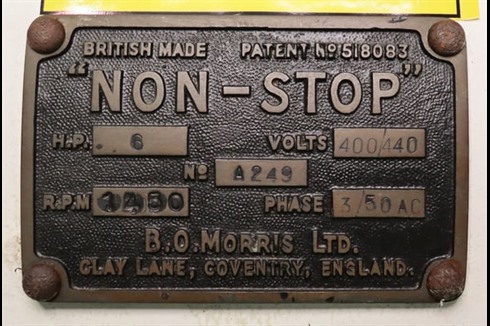 BRITISH MADE PATENT No 518083
"NON-STOP"
H.P. 6 VOLTS 400/440
No A249
R.P.M 1450 PHASE 3/50 AC
B.O. MORRIS LTD.
CLAY LANE, COVENTRY, ENGLAND.